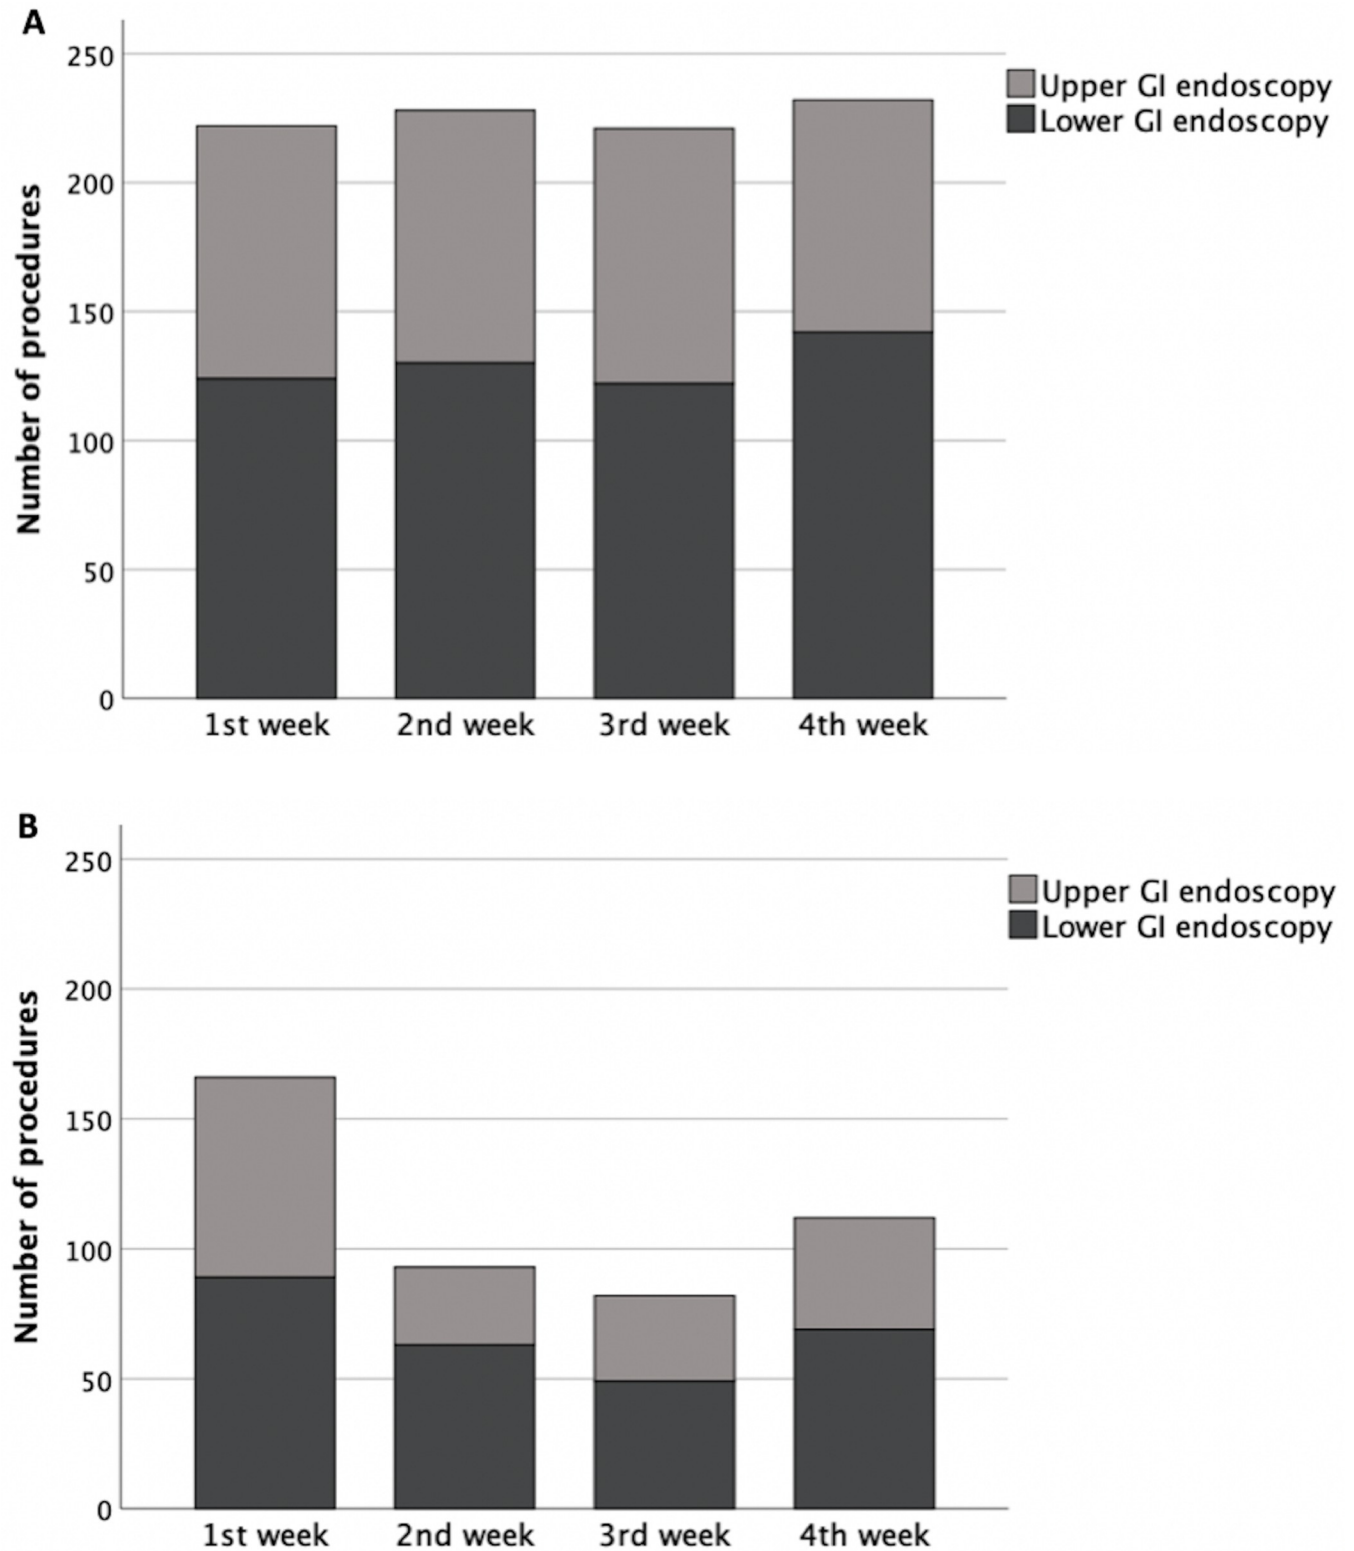 A
250
200
150
100
50
0
Number of procedures
Upper GI endoscopy
Lower GI endoscopy
1st week 2nd week 3rd week 4th week
B
250
200
150
100
50
0
Number of procedures
Upper GI endoscopy
Lower GI endoscopy
1st week 2nd week 3rd week 4th week